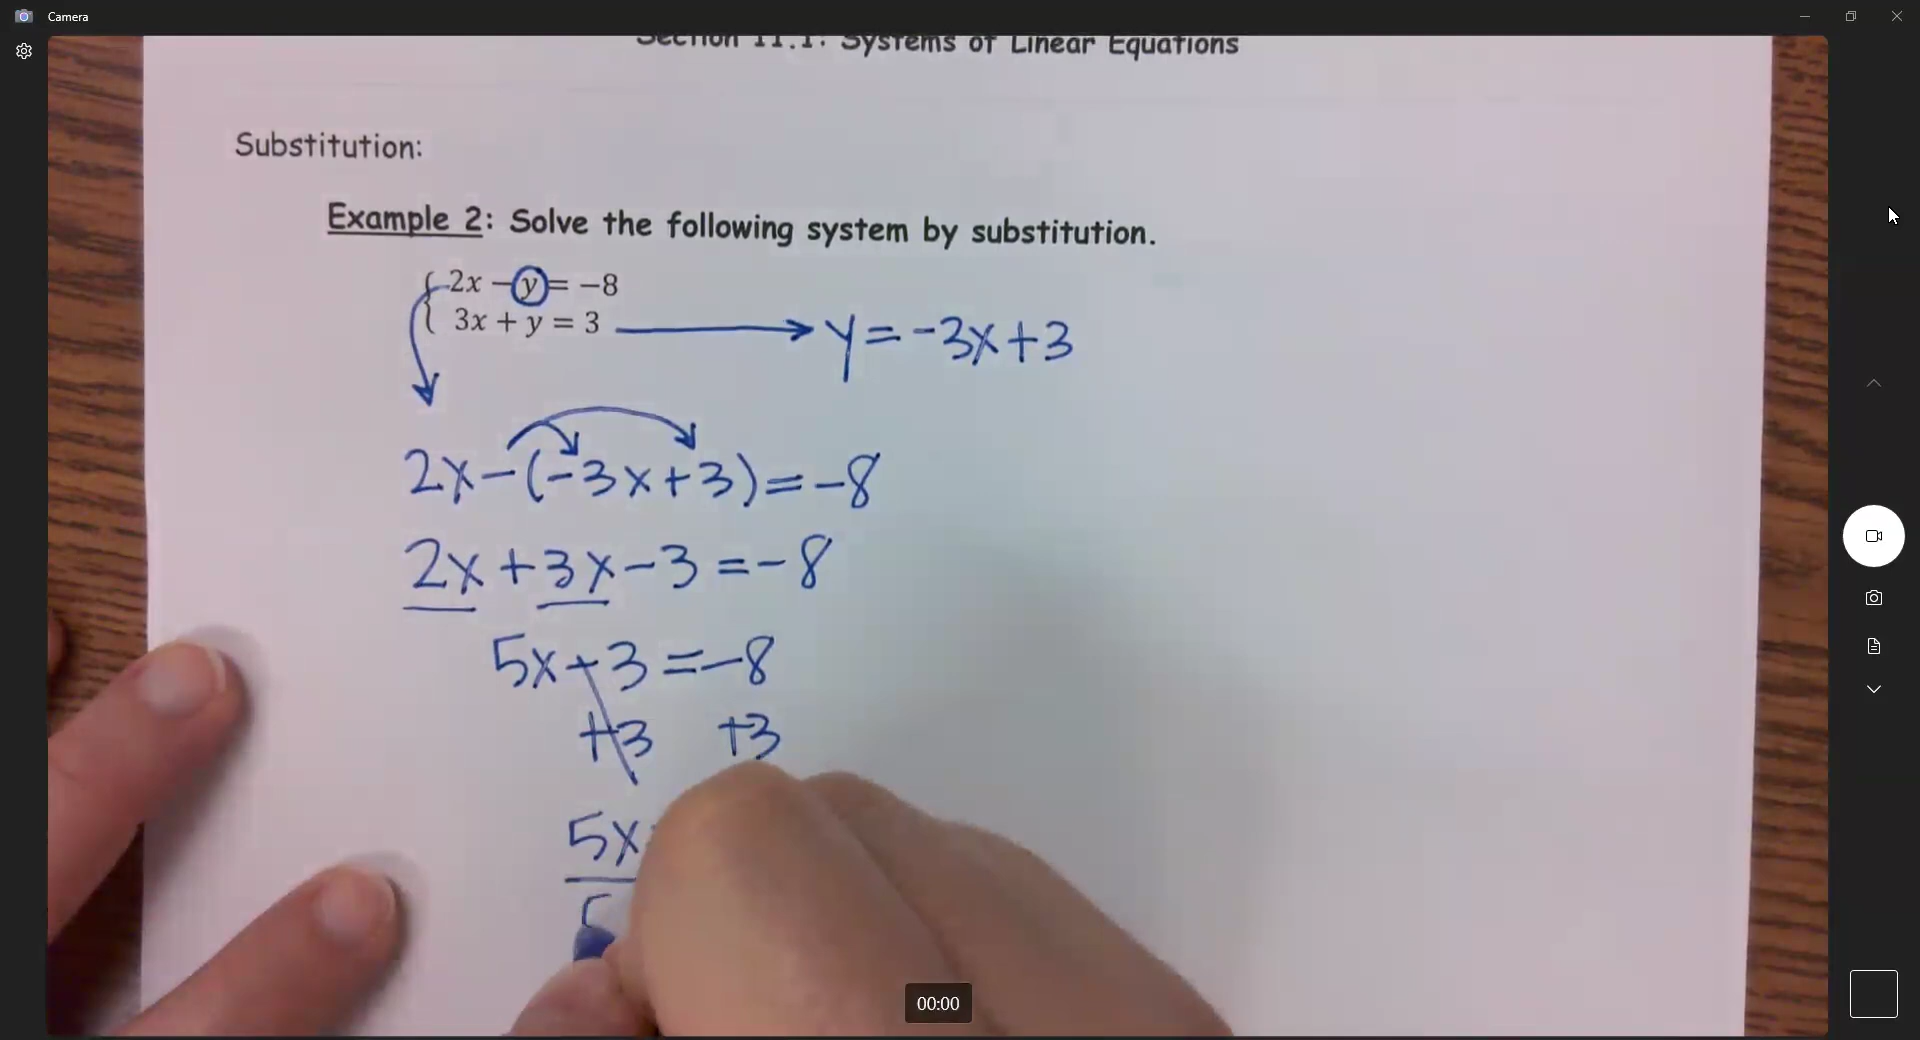 Camera
Section 11.1: Systems of Linear Equations
Substitution:
Example 2: Solve the following system by substitution.
2x − y = −8
3x + y = 3 → y = -3x+3
2x-(-3x+3)=-8
2x+3x-3=-8
5x-3=-8
+3 +3
5x
5
00:00